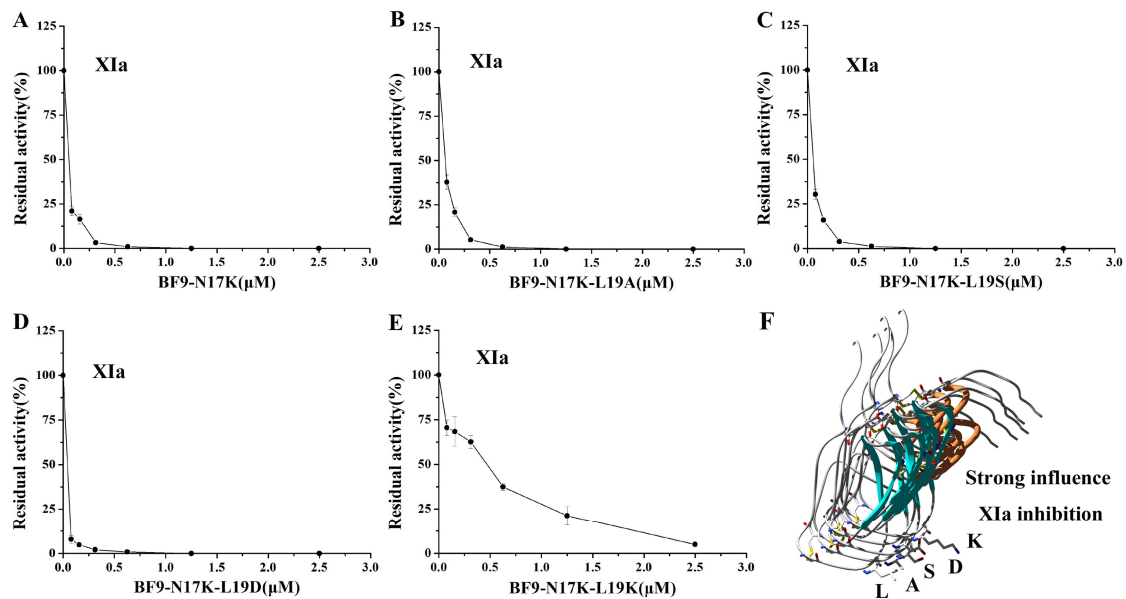 A
XIa
Residual activity(%)
125
100
75
50
25
0
0.0 0.5 1.0 1.5 2.0 2.5 3.0
BF9-N17K(μM)
B
XIa
Residual activity(%)
125
100
75
50
25
0
0.0 0.5 1.0 1.5 2.0 2.5 3.0
BF9-N17K-L19A(μM)
C
XIa
Residual activity(%)
125
100
75
50
25
0
0.0 0.5 1.0 1.5 2.0 2.5 3.0
BF9-N17K-L19S(μM)
D
XIa
Residual activity(%)
125
100
75
50
25
0
0.0 0.5 1.0 1.5 2.0 2.5 3.0
BF9-N17K-L19D(μM)
E
XIa
Residual activity(%)
125
100
75
50
25
0
0.0 0.5 1.0 1.5 2.0 2.5 3.0
BF9-N17K-L19K(μM)
F
Strong influence
XIa inhibition
L A S D K